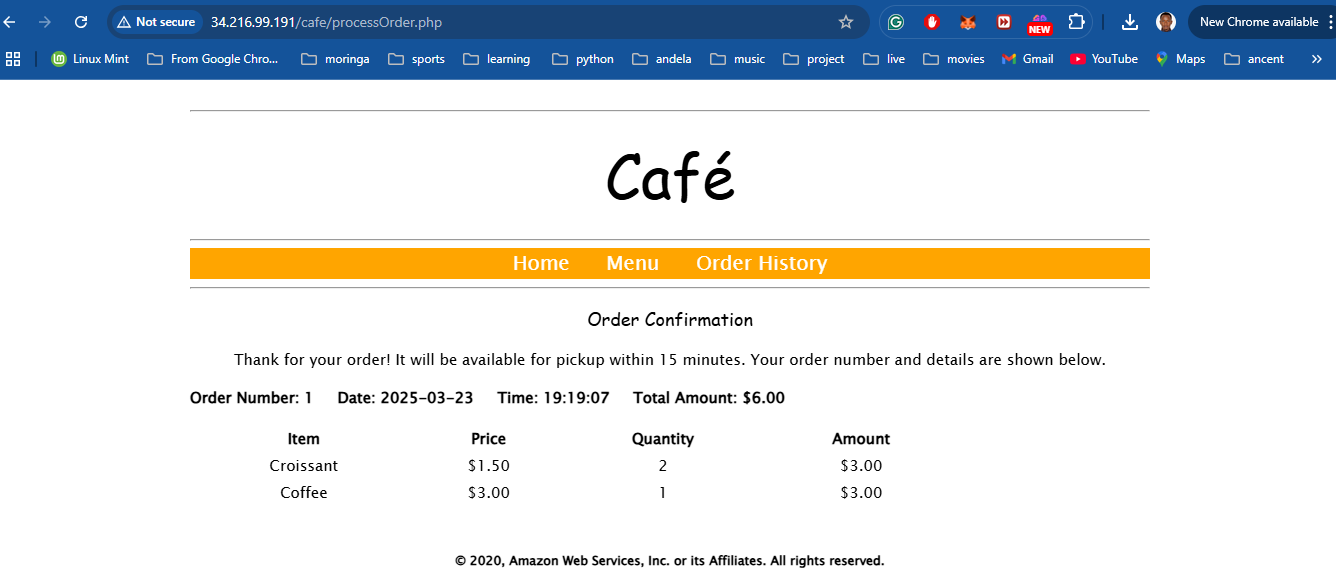 Not secure 34.216.99.191/cafe/processOrder.php NEW New Chrome available
Linux Mint From Google Chro... moringa sports learning python andela music project live movies Gmail YouTube Maps ancent »
Café
Home Menu Order History
Order Confirmation
Thank for your order! It will be available for pickup within 15 minutes. Your order number and details are shown below.
Order Number: 1 Date: 2025-03-23 Time: 19:19:07 Total Amount: $6.00
Item Price Quantity Amount
Croissant $1.50 2 $3.00
Coffee $3.00 1 $3.00
© 2020, Amazon Web Services, Inc. or its Affiliates. All rights reserved.